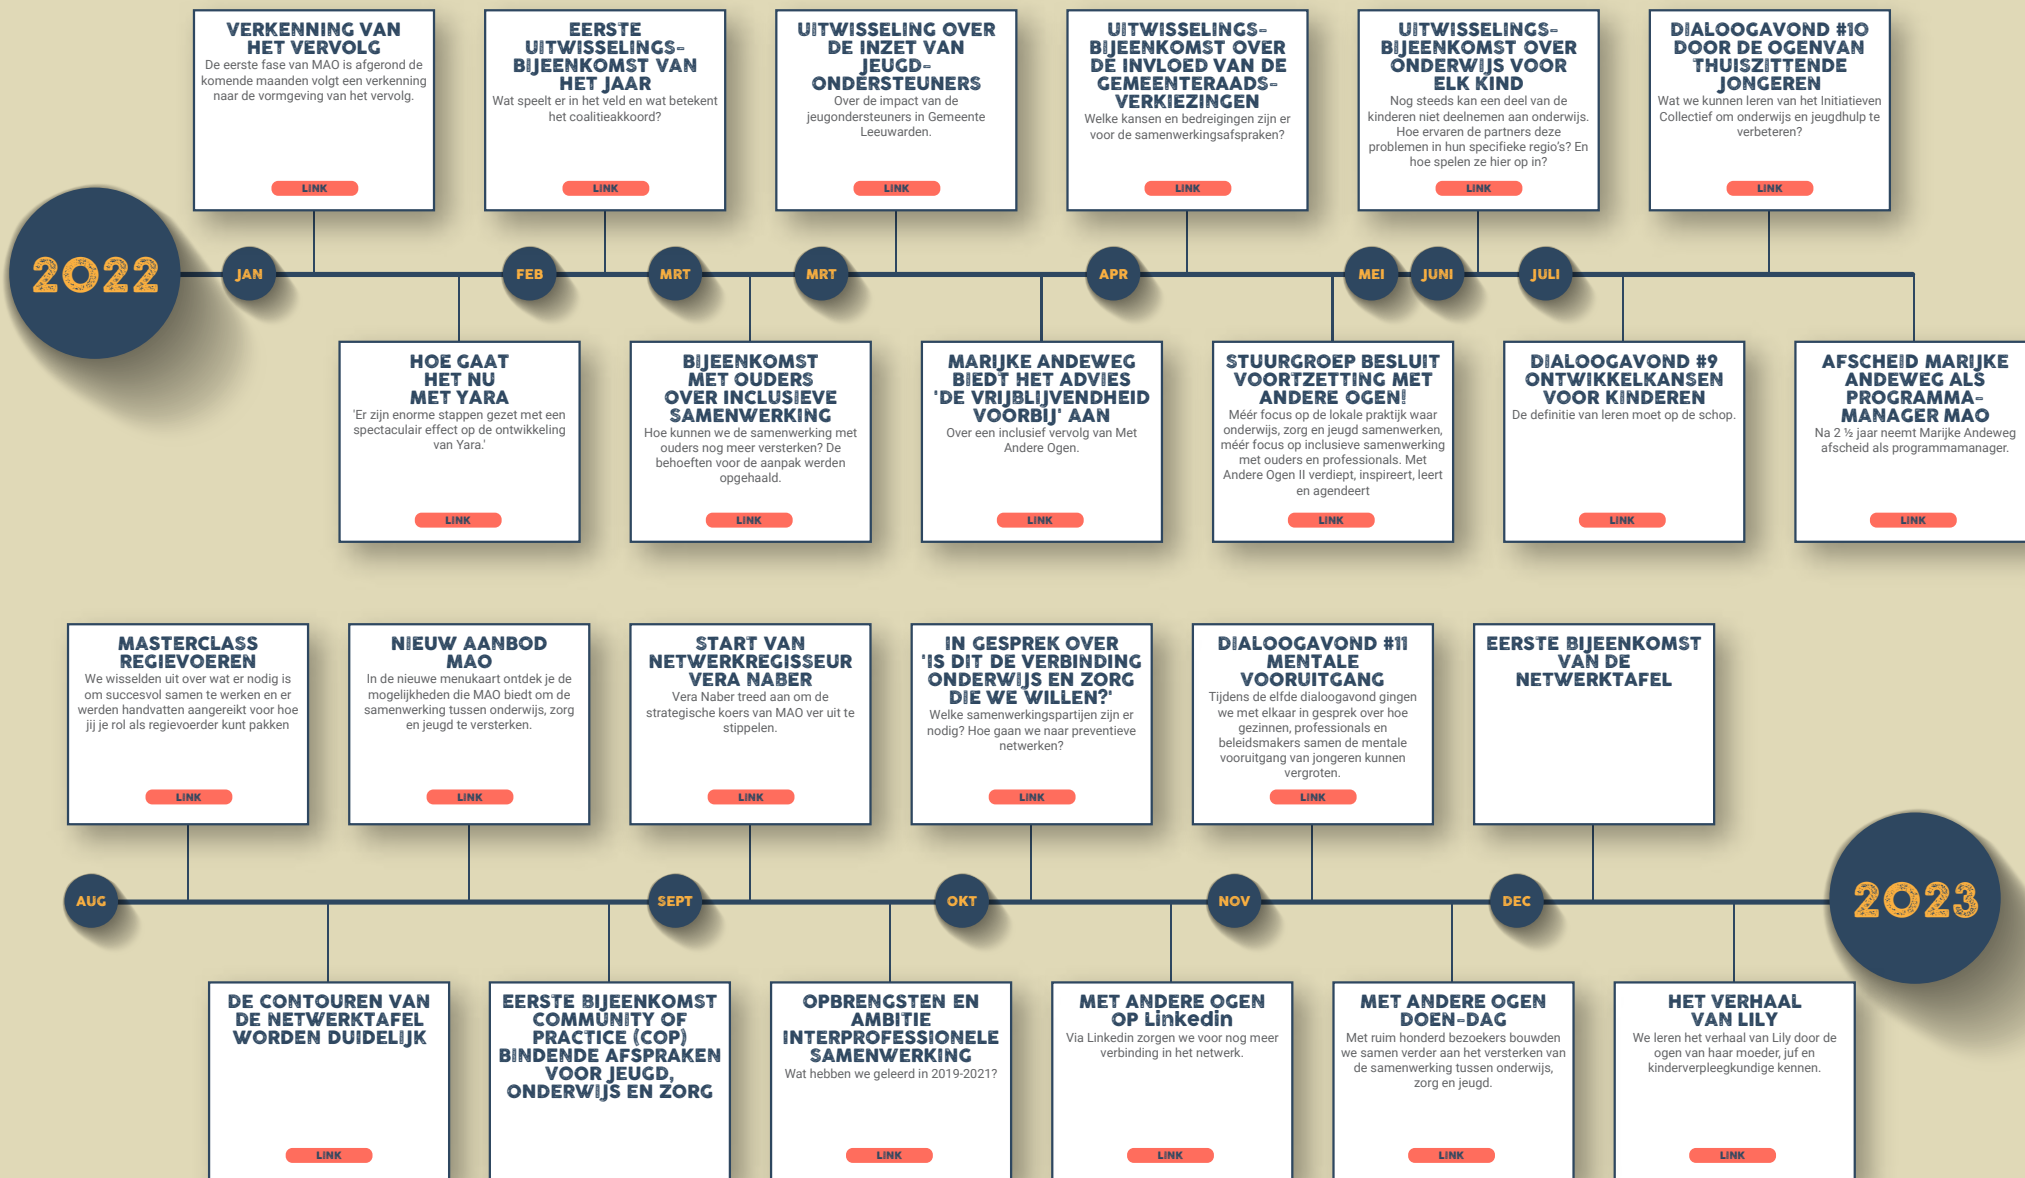 VERKENNING VAN
HET VERVOLG
De eerste fase van MAO is afgerond de
komende maanden volgt een verkenning
naar de vormgeving van het vervolg.
LINK
EERSTE
UITWISSELINGS-
BIJEENKOMST VAN
HET JAAR
Wat speelt er in het veld en wat betekent
het coalitieakkoord?
LINK
UITWISSELING OVER
DE INZET VAN
JEUGD-
ONDERSTEUNERS
Over de impact van de
jeugondersteuners in Gemeente
Leeuwarden.
LINK
UITWISSELINGS-
BIJEENKOMST OVER
DE INVLOED VAN DE
GEMEENTERAADS-
VERKIEZINGEN
Welke kansen en bedreigingen zijn er
voor de samenwerkingsafspraken?
LINK
UITWISSELINGS-
BIJEENKOMST OVER
ONDERWIJS VOOR
ELK KIND
Nog steeds kan een deel van de
kinderen niet deelnemen aan onderwijs.
Hoe ervaren de partners deze
problemen in hun specifieke regio's? En
hoe spelen ze hier op in?
LINK
DIALOOGAVOND #10
DOOR DE OGENVAN
THUISZITTENDE
JONGEREN
Wat we kunnen leren van het Initiatieven
Collectief om onderwijs en jeugdhulp te
verbeteren?
LINK
2022
JAN
FEB
MRT
MRT
APR
MEI
JUNI
JULI
HOE GAAT
HET NU
MET YARA
'Er zijn enorme stappen gezet met een
spectaculair effect op de ontwikkeling
van Yara.'
LINK
BIJEENKOMST
MET OUDERS
OVER INCLUSIEVE
SAMENWERKING
Hoe kunnen we de samenwerking met
ouders nog meer versterken? De
behoeften voor de aanpak werden
opgehaald.
LINK
MARIJKE ANDEWEG
BIEDT HET ADVIES
'DE VRIJBLIJVENDHEID
VOORBIJ' AAN
Over een inclusief vervolg van Met
Andere Ogen.
LINK
STUURGROEP BESLUIT
VOORTZETTING MET
ANDERE OGEN!
Méér focus op de lokale praktijk waar
onderwijs, zorg en jeugd samenwerken,
méér focus op inclusieve samenwerking
met ouders en professionals. Met
Andere Ogen II verdiept, inspireert, leert
en agendeert
LINK
DIALOOGAVOND #9
ONTWIKKELKANSEN
VOOR KINDEREN
De definitie van leren moet op de schop.
LINK
AFSCHEID MARIJKE
ANDEWEG ALS
PROGRAMMA-
MANAGER MAO
Na 2 ½ jaar neemt Marijke Andeweg
afscheid als programmamanager.
LINK
MASTERCLASS
REGIEVOEREN
We wisselden uit over wat er nodig is
om succesvol samen te werken en er
werden handvatten aangereikt voor hoe
jij je rol als regievoerder kunt pakken
LINK
NIEUW AANBOD
MAO
In de nieuwe menukaart ontdek je de
mogelijkheden die MAO biedt om de
samenwerking tussen onderwijs, zorg
en jeugd te versterken.
LINK
START VAN
NETWERKREGISSEUR
VERA NABER
Vera Naber treed aan om de
strategische koers van MAO ver uit te
stippelen.
LINK
IN GESPREK OVER
'IS DIT DE VERBINDING
ONDERWIJS EN ZORG
DIE WE WILLEN?'
Welke samenwerkingspartijen zijn er
nodig? Hoe gaan we naar preventieve
netwerken?
LINK
DIALOOGAVOND #11
MENTALE
VOORUITGANG
Tijdens de elfde dialoogavond gingen
we met elkaar in gesprek over hoe
gezinnen, professionals en
beleidsmakers samen de mentale
vooruitgang van jongeren kunnen
vergroten.
LINK
EERSTE BIJEENKOMST
VAN DE
NETWERKTAFEL
AUG
SEPT
OKT
NOV
DEC
2023
DE CONTOUREN VAN
DE NETWERKTAFEL
WORDEN DUIDELIJK
LINK
EERSTE BIJEENKOMST
COMMUNITY OF
PRACTICE (COP)
BINDENDE AFSPRAKEN
VOOR JEUGD,
ONDERWIJS EN ZORG
OPBRENGSTEN EN
AMBITIE
INTERPROFESSIONELE
SAMENWERKING
Wat hebben we geleerd in 2019-2021?
LINK
MET ANDERE OGEN
OP Linkedin
Via Linkedin zorgen we voor nog meer
verbinding in het netwerk.
LINK
MET ANDERE OGEN
DOEN-DAG
Met ruim honderd bezoekers bouwden
we samen verder aan het versterken van
de samenwerking tussen onderwijs,
zorg en jeugd.
LINK
HET VERHAAL
VAN LILY
We leren het verhaal van Lily door de
ogen van haar moeder, juf en
kinderverpleegkundige kennen.
LINK